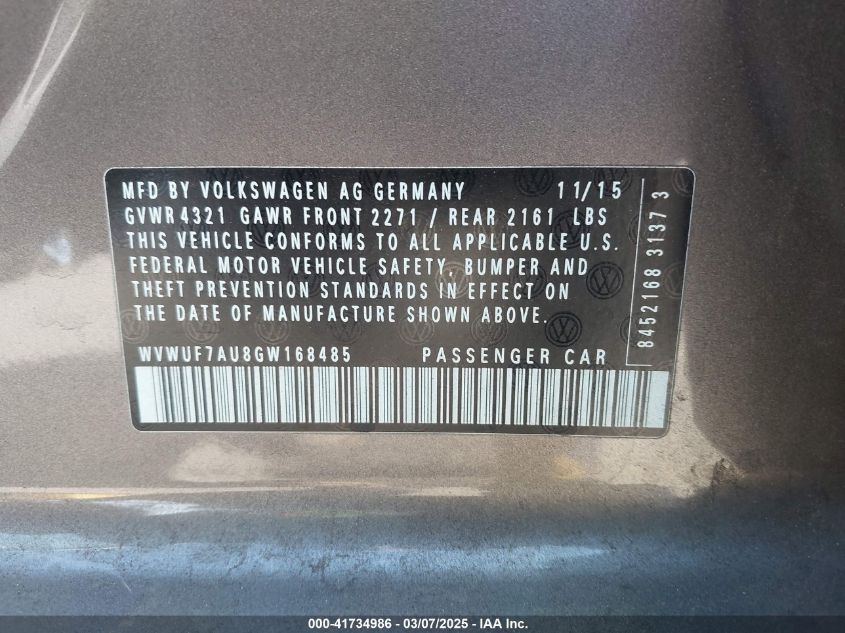 MFD BY VOLKSWAGEN AG GERMANY 11/15
GVWR 4321 GAWR FRONT 2271 / REAR 2161 LBS
THIS VEHICLE CONFORMS TO ALL APPLICABLE U.S.
FEDERAL MOTOR VEHICLE SAFETY, BUMPER AND
THEFT PREVENTION STANDARDS IN EFFECT ON
THE DATE OF MANUFACTURE SHOWN ABOVE.
WVWUF7AU8GW168485 PASSENGER CAR
8452168 3137 3
000-41734986 - 03/07/2025 - IAA Inc.